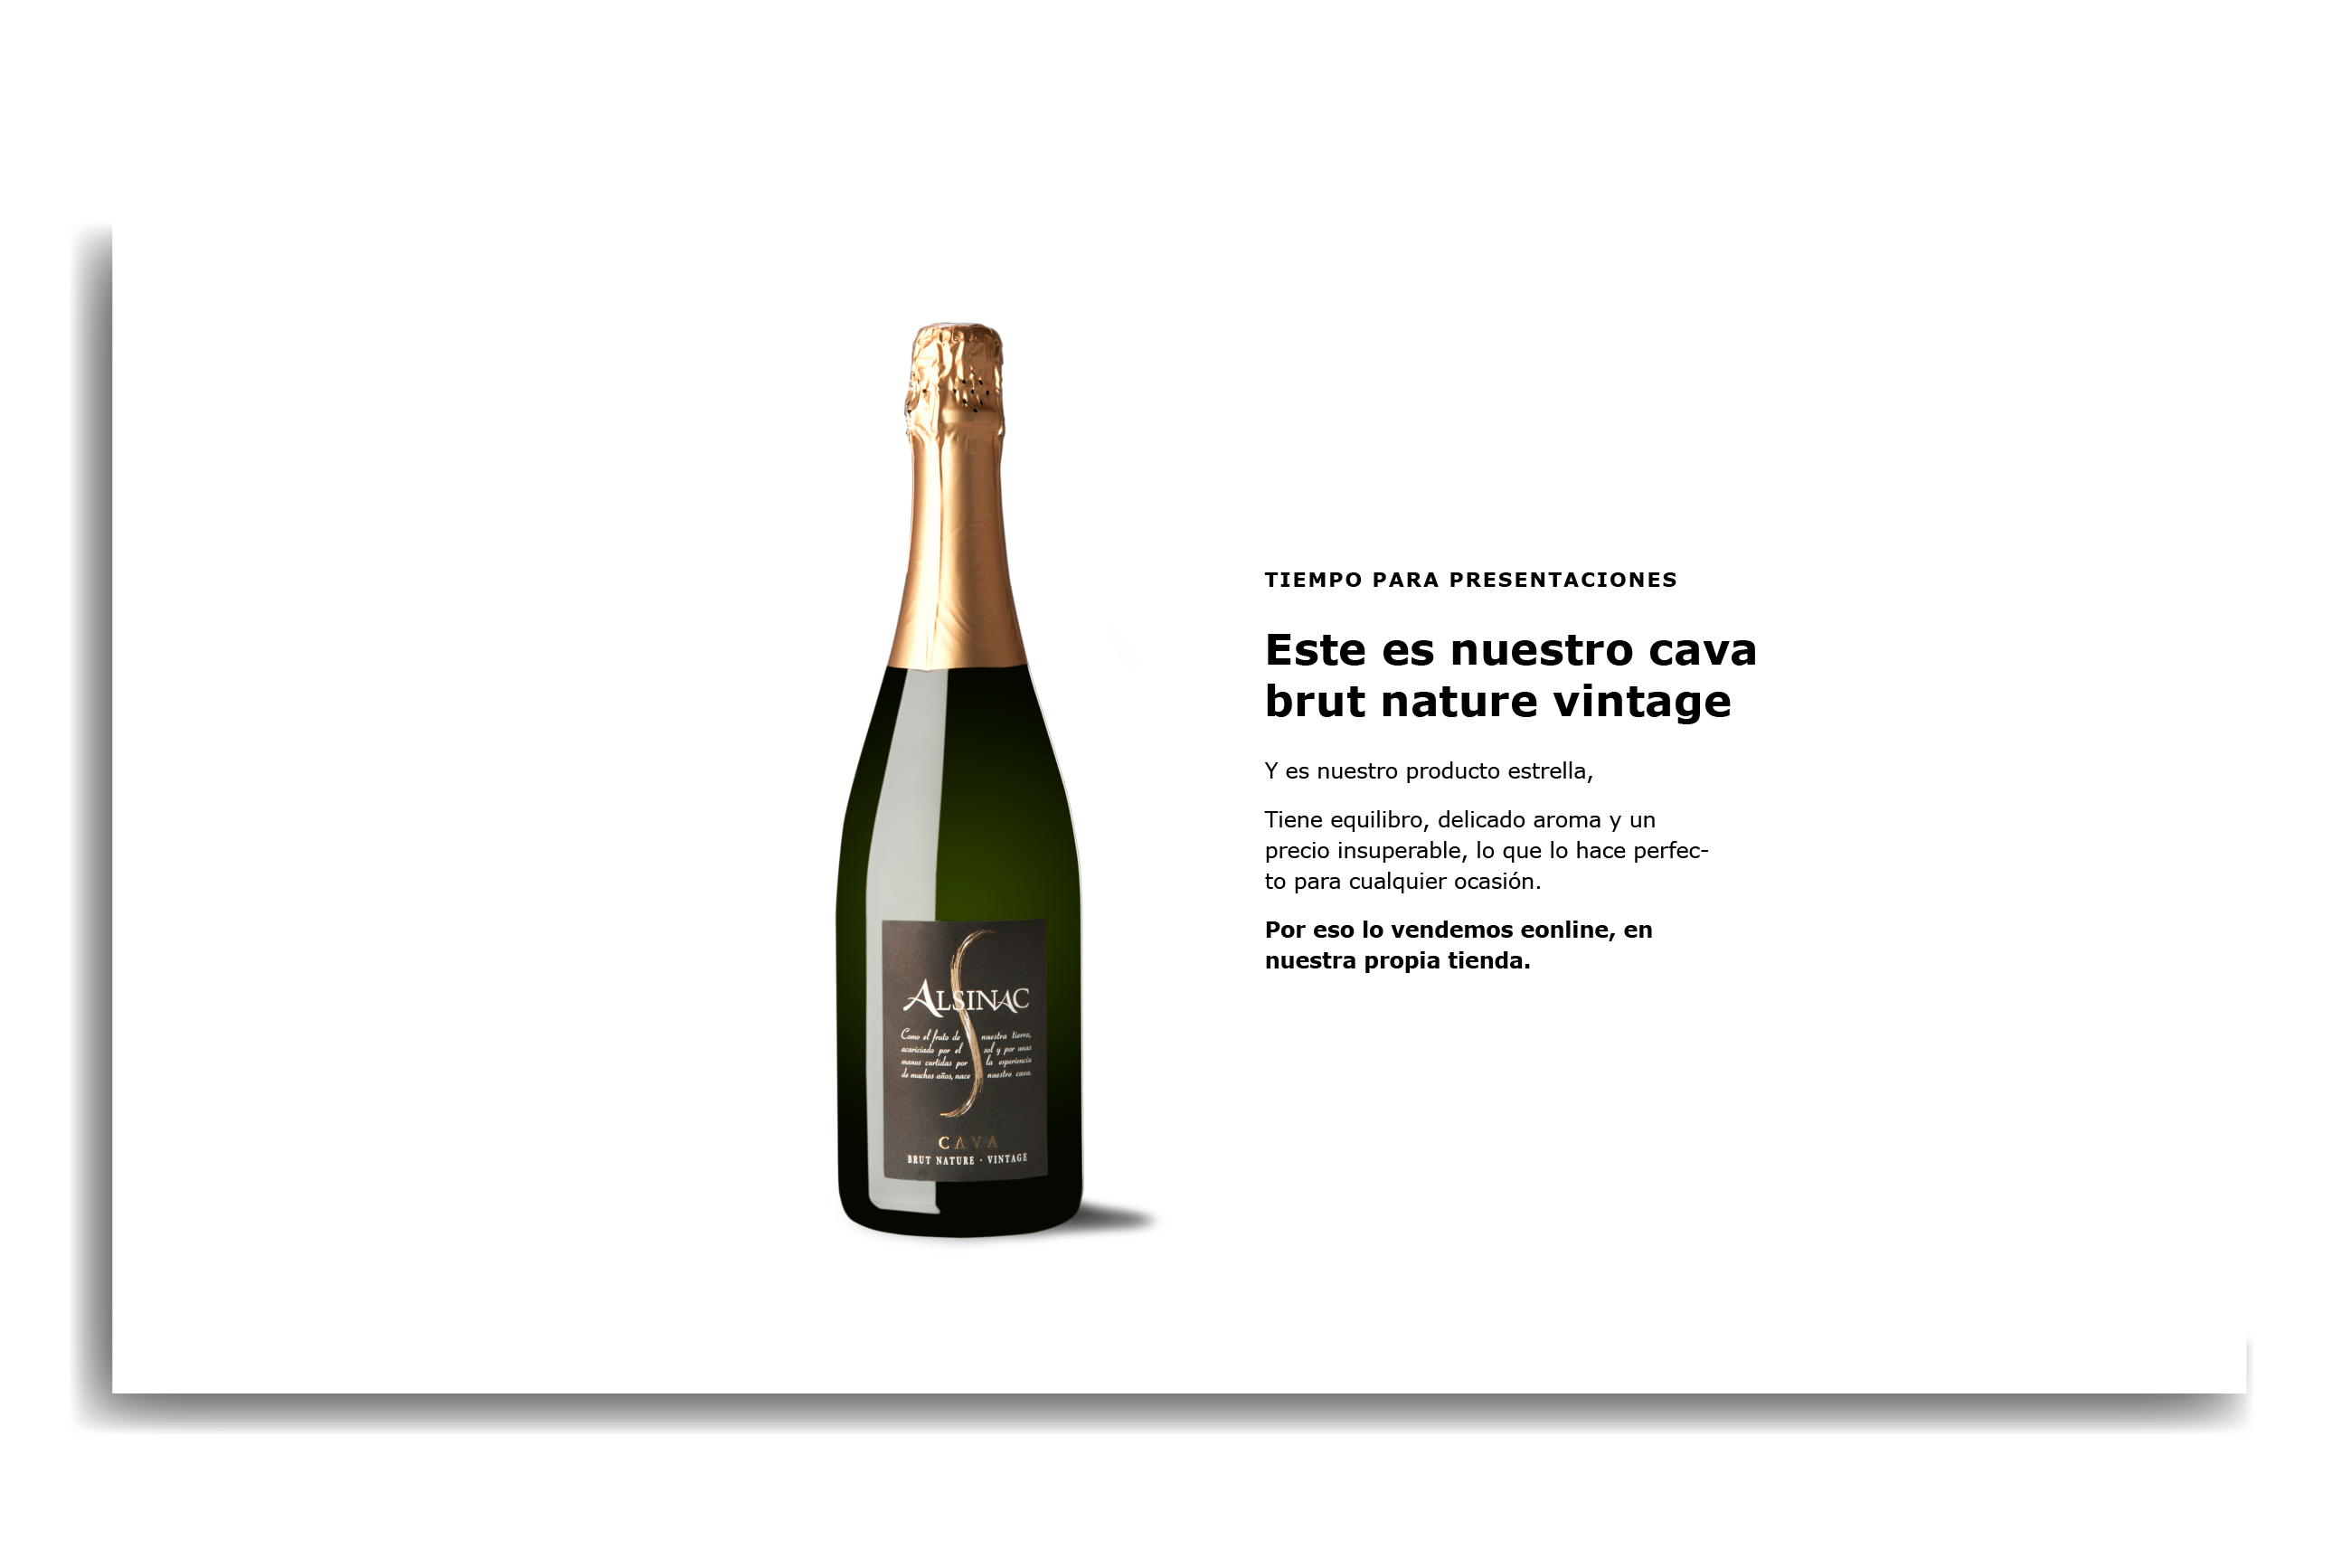 TIEMPO PARA PRESENTACIONES
Este es nuestro cava
brut nature vintage
Y es nuestro producto estrella,
Tiene equilibro, delicado aroma y un
precio insuperable, lo que lo hace perfec-
to para cualquier ocasión.
Por eso lo vendemos eonline, en
nuestra propia tienda.
ALSINAC
Como el fruto de nuestra tierra,
acariciado por el sol y por unas
manos curtidas por la experiencia
de muchos años, nace nuestro cava.
CAVA
BRUT NATURE · VINTAGE